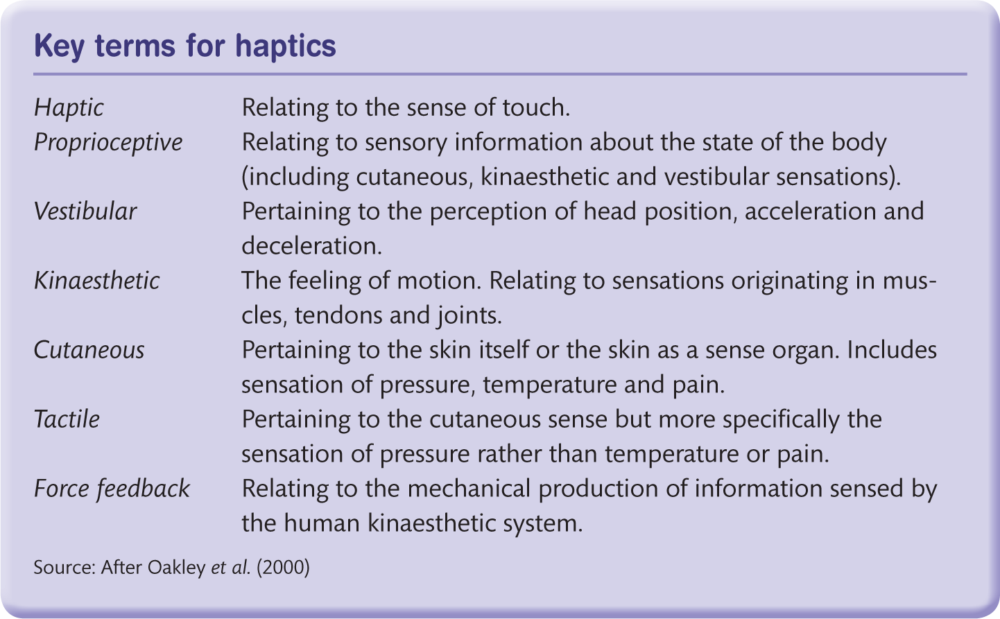 Key terms for haptics
Haptic Relating to the sense of touch.
Proprioceptive Relating to sensory information about the state of the body
(including cutaneous, kinaesthetic and vestibular sensations).
Vestibular Pertaining to the perception of head position, acceleration and
deceleration.
Kinaesthetic The feeling of motion. Relating to sensations originating in mus-
cles, tendons and joints.
Cutaneous Pertaining to the skin itself or the skin as a sense organ. Includes
sensation of pressure, temperature and pain.
Tactile Pertaining to the cutaneous sense but more specifically the
sensation of pressure rather than temperature or pain.
Force feedback Relating to the mechanical production of information sensed by
the human kinaesthetic system.
Source: After Oakley et al. (2000)